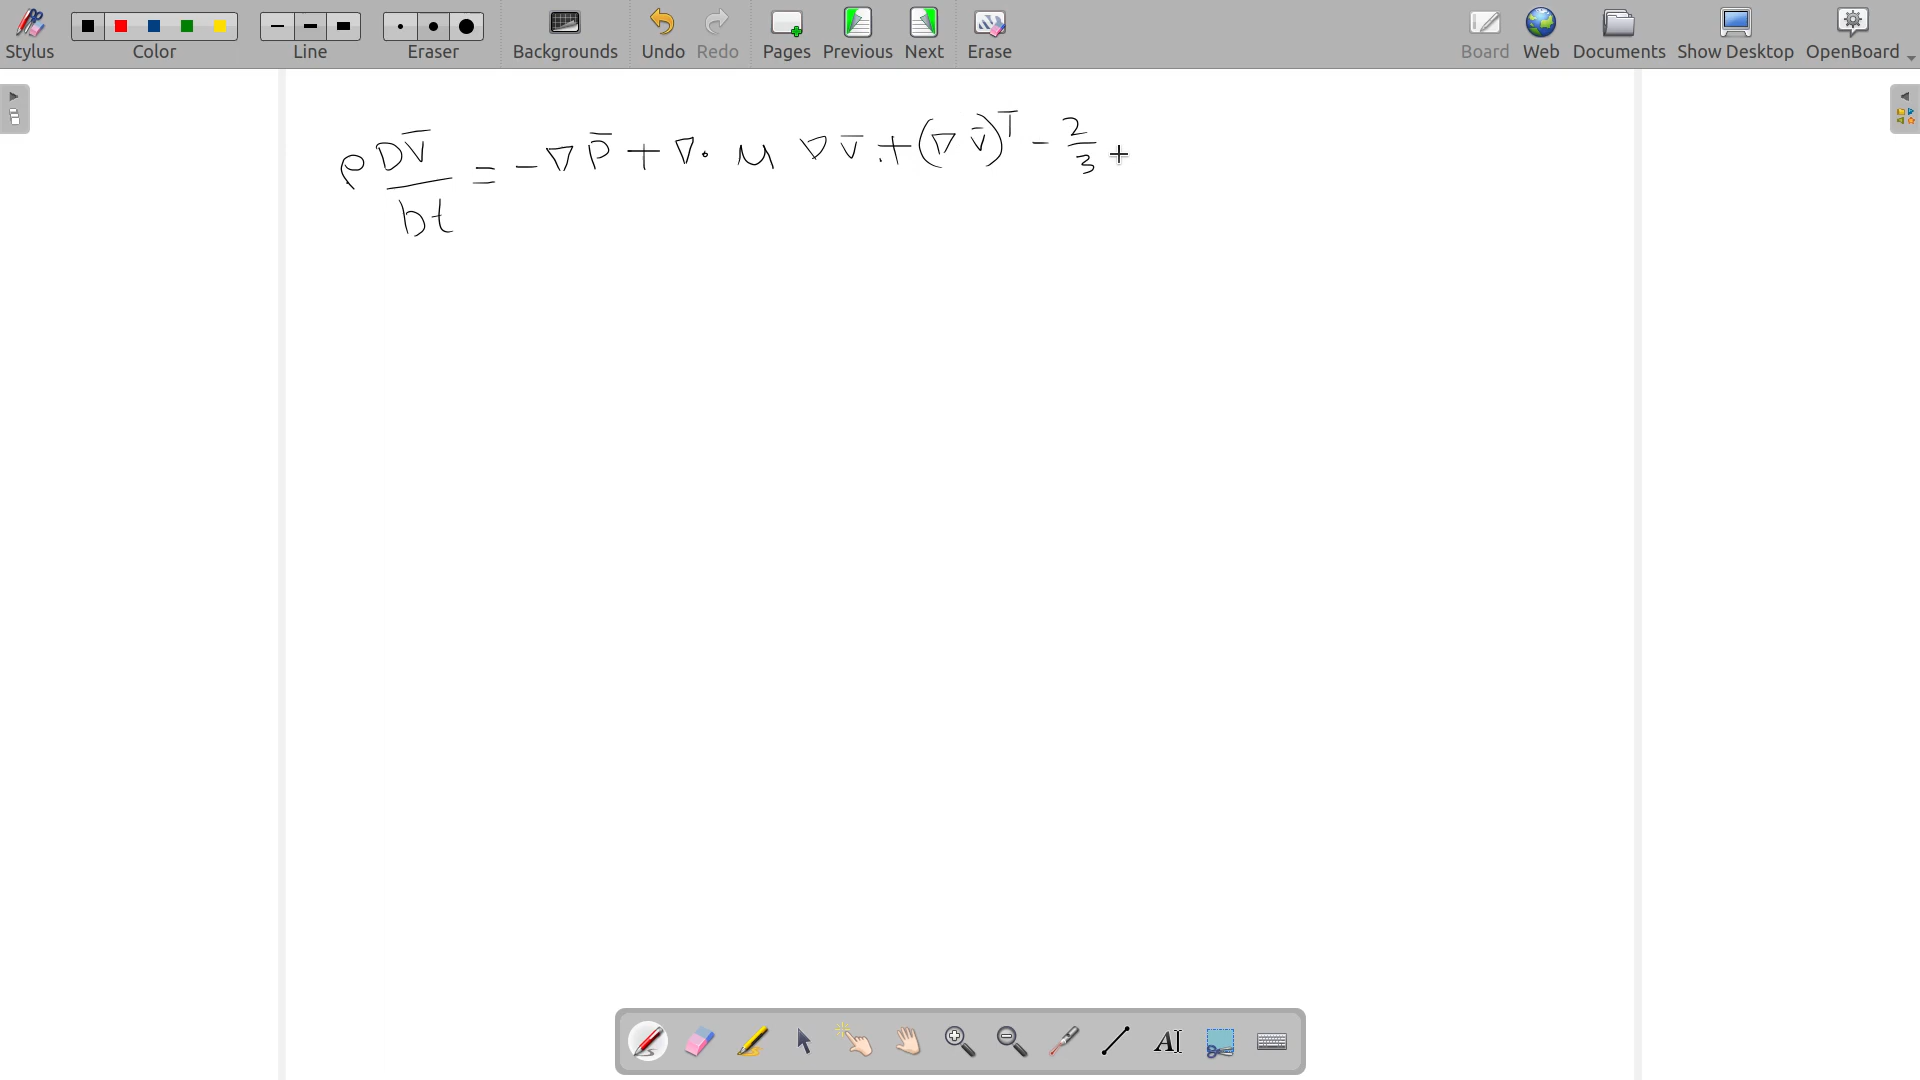 Stylus Color Line Eraser Backgrounds Undo Redo Pages Previous Next Erase Board Web Documents Show Desktop OpenBoard
ρ DV̅/Dt = -∇P̅ + ∇· μ ∇V̅ + (∇V̅)ᵀ - 2/3
AI